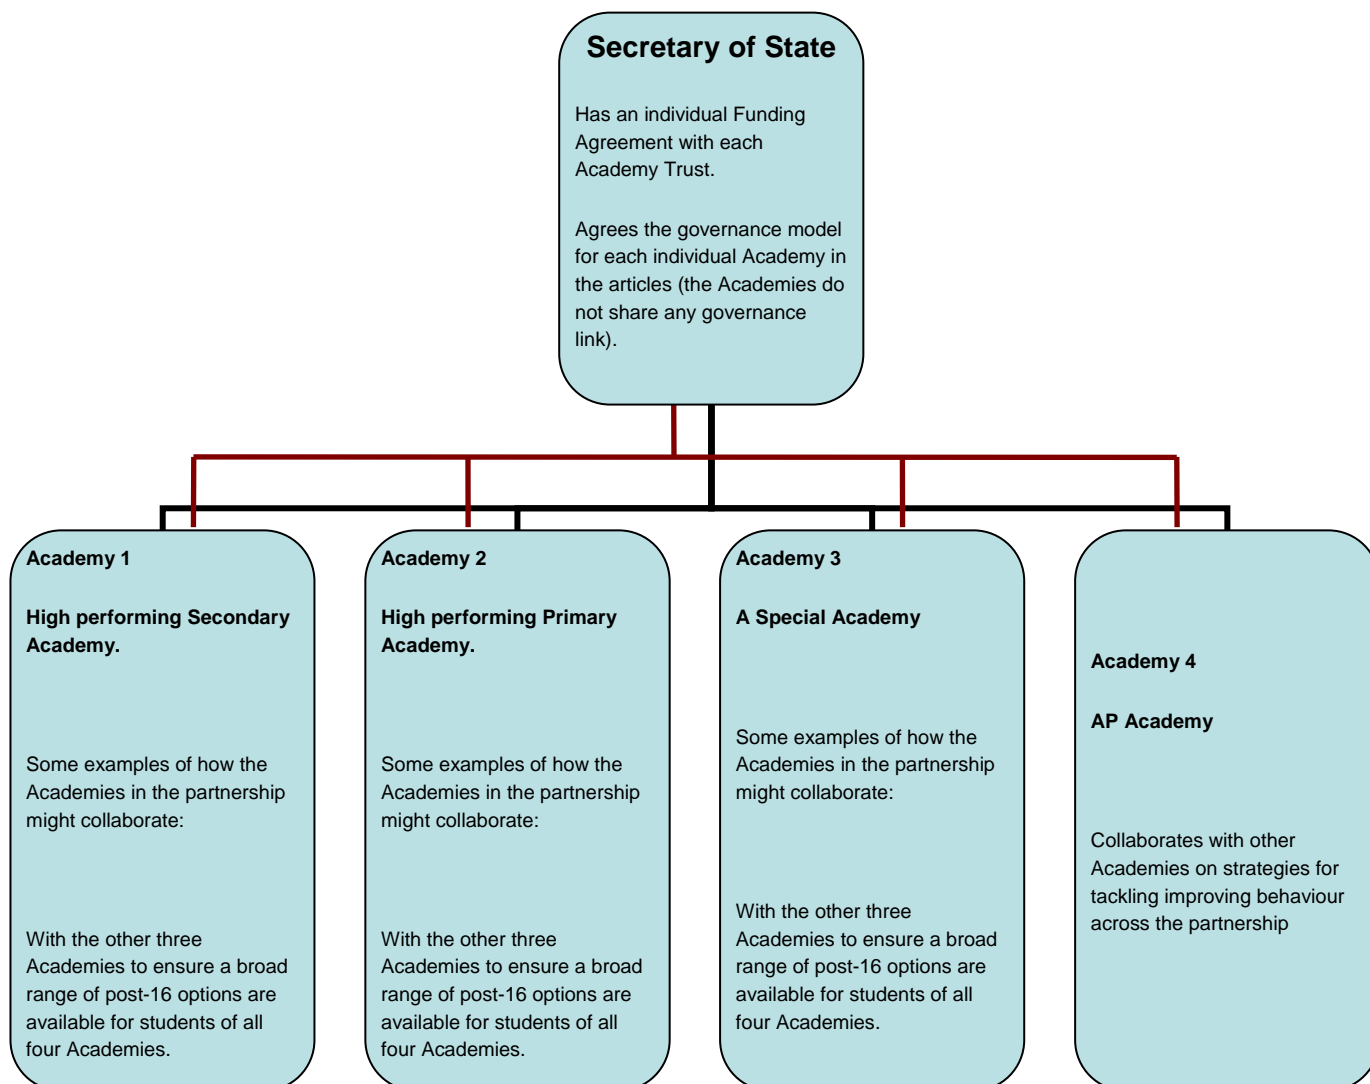 Secretary of State
Has an individual Funding
Agreement with each
Academy Trust.
Agrees the governance model
for each individual Academy in
the articles (the Academies do
not share any governance
link).
Academy 1
High performing Secondary
Academy.
Some examples of how the
Academies in the partnership
might collaborate:
With the other three
Academies to ensure a broad
range of post-16 options are
available for students of all
four Academies.
Academy 2
High performing Primary
Academy.
Some examples of how the
Academies in the partnership
might collaborate:
With the other three
Academies to ensure a broad
range of post-16 options are
available for students of all
four Academies.
Academy 3
A Special Academy
Some examples of how the
Academies in the partnership
might collaborate:
With the other three
Academies to ensure a broad
range of post-16 options are
available for students of all
four Academies.
Academy 4
AP Academy
Collaborates with other
Academies on strategies for
tackling improving behaviour
across the partnership